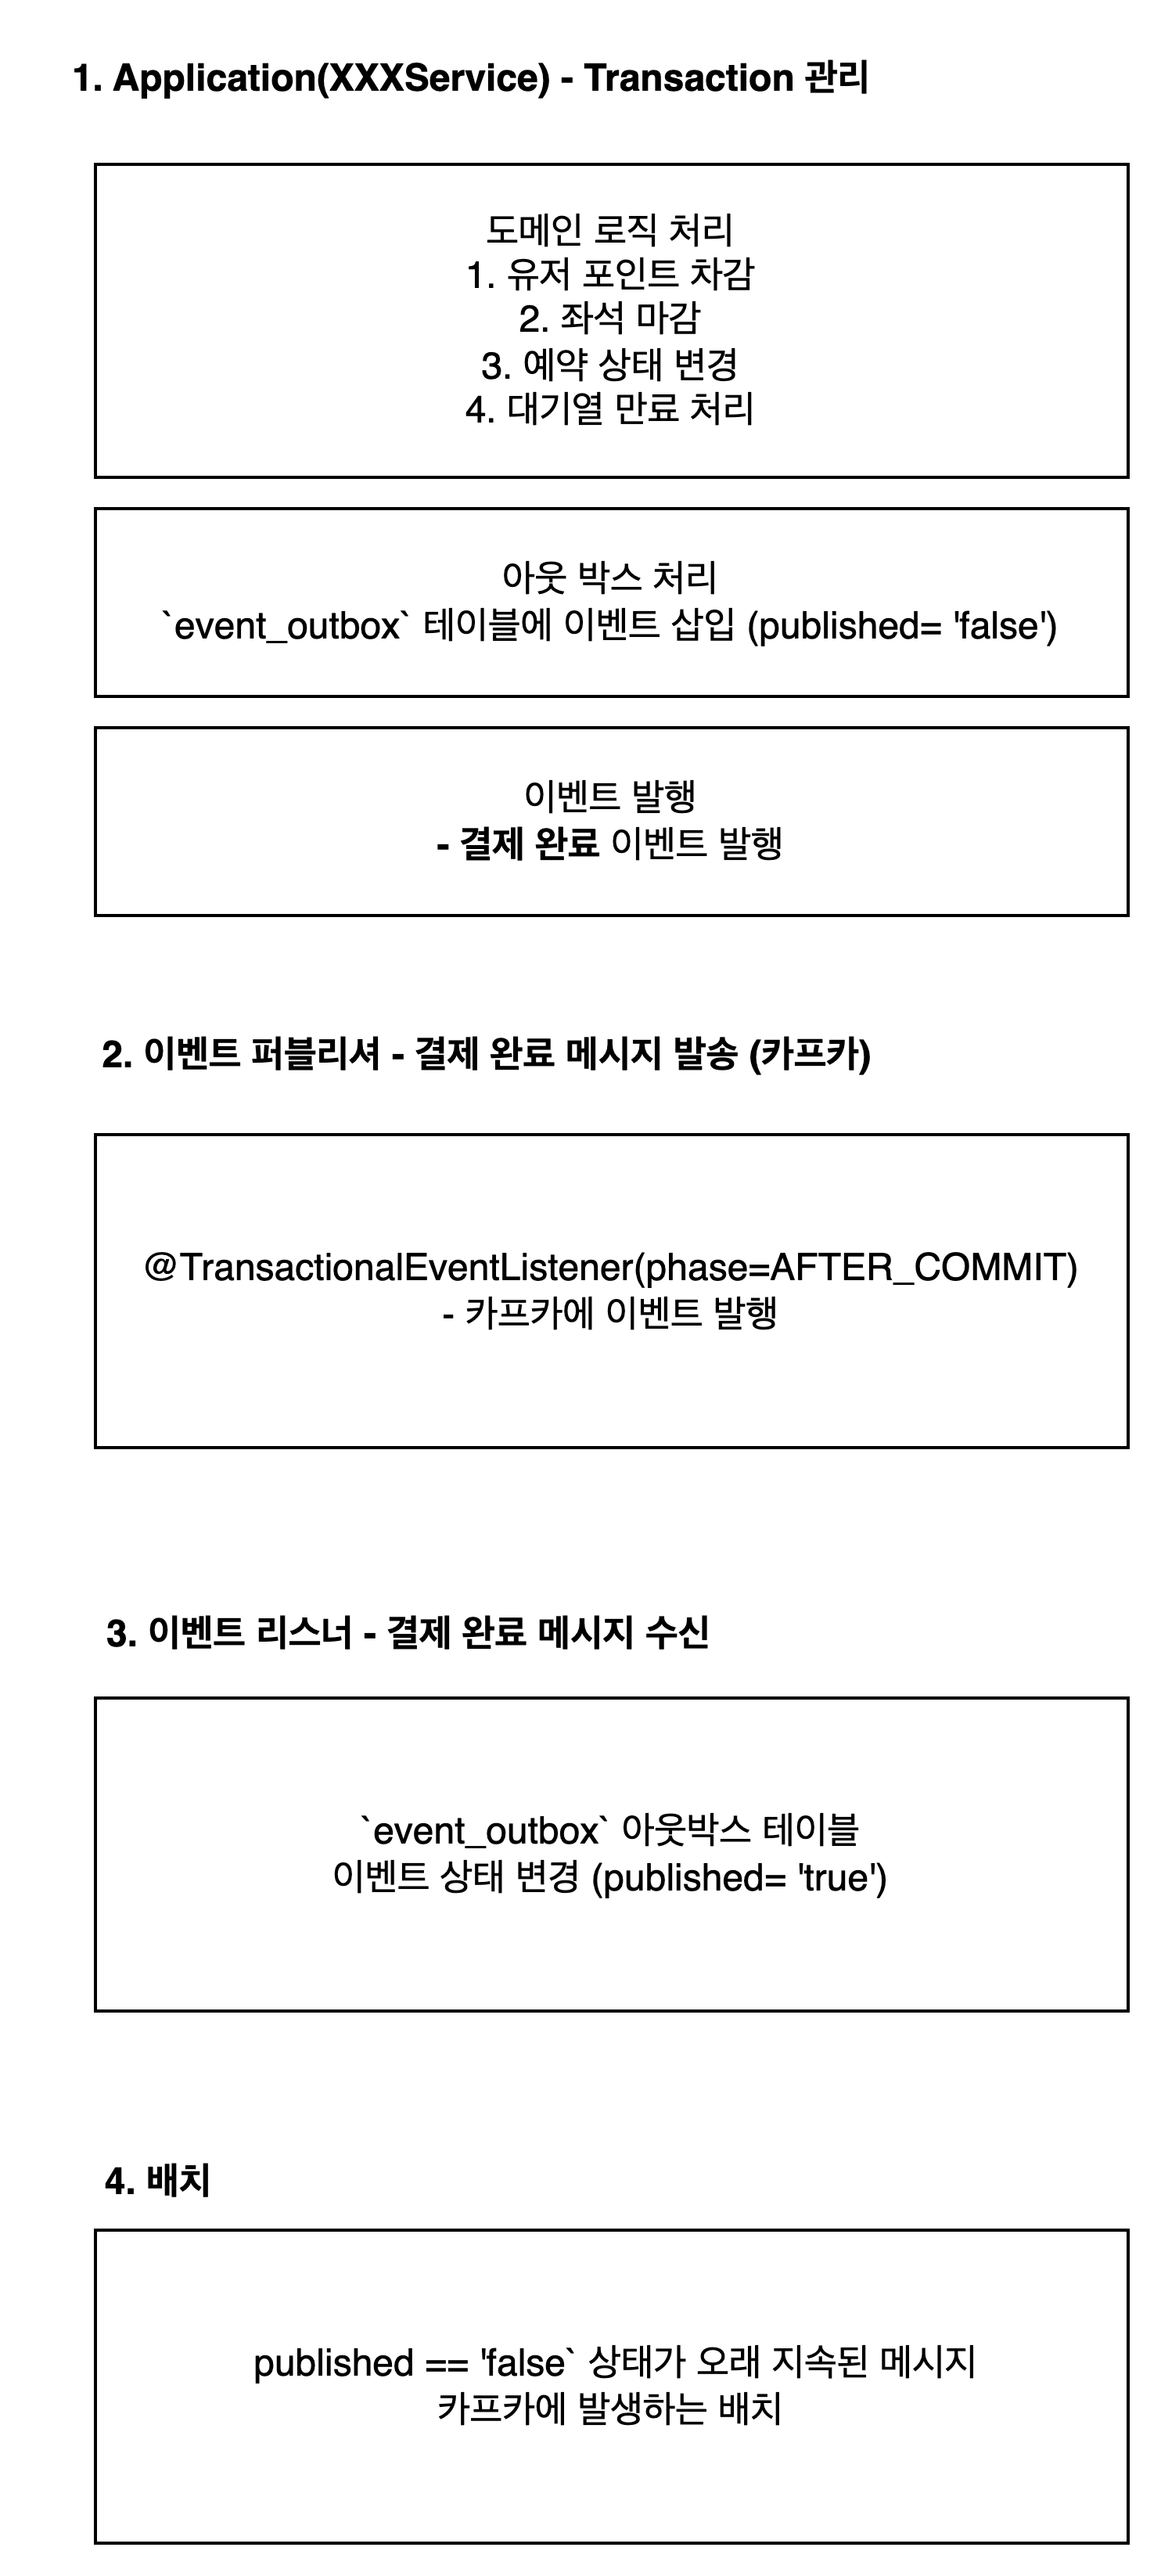 1. Application(XXXService) - Transaction 관리
도메인 로직 처리
1. 유저 포인트 차감
2. 좌석 마감
3. 예약 상태 변경
4. 대기열 만료 처리
아웃 박스 처리
`event_outbox` 테이블에 이벤트 삽입 (published= 'false')
이벤트 발행
- 결제 완료 이벤트 발행
2. 이벤트 퍼블리셔 - 결제 완료 메시지 발송 (카프카)
@TransactionalEventListener(phase=AFTER_COMMIT)
- 카프카에 이벤트 발행
3. 이벤트 리스너 - 결제 완료 메시지 수신
`event_outbox` 아웃박스 테이블
이벤트 상태 변경 (published= 'true')
4. 배치
published == 'false` 상태가 오래 지속된 메시지
카프카에 발생하는 배치